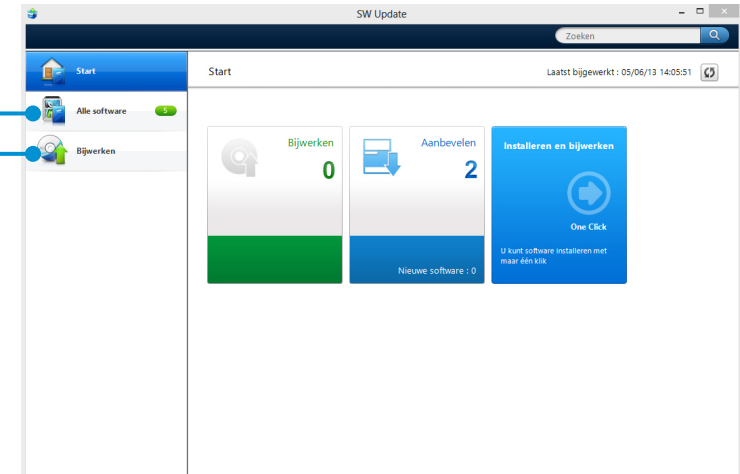 SW Update
Zoeken
Start
Alle software 5
Bijwerken
Start
Laatst bijgewerkt : 05/06/13 14:05:51
Bijwerken
0
Aanbevelen
2
Nieuwe software : 0
Installeren en bijwerken
One Click
U kunt software installeren met
maar één klik